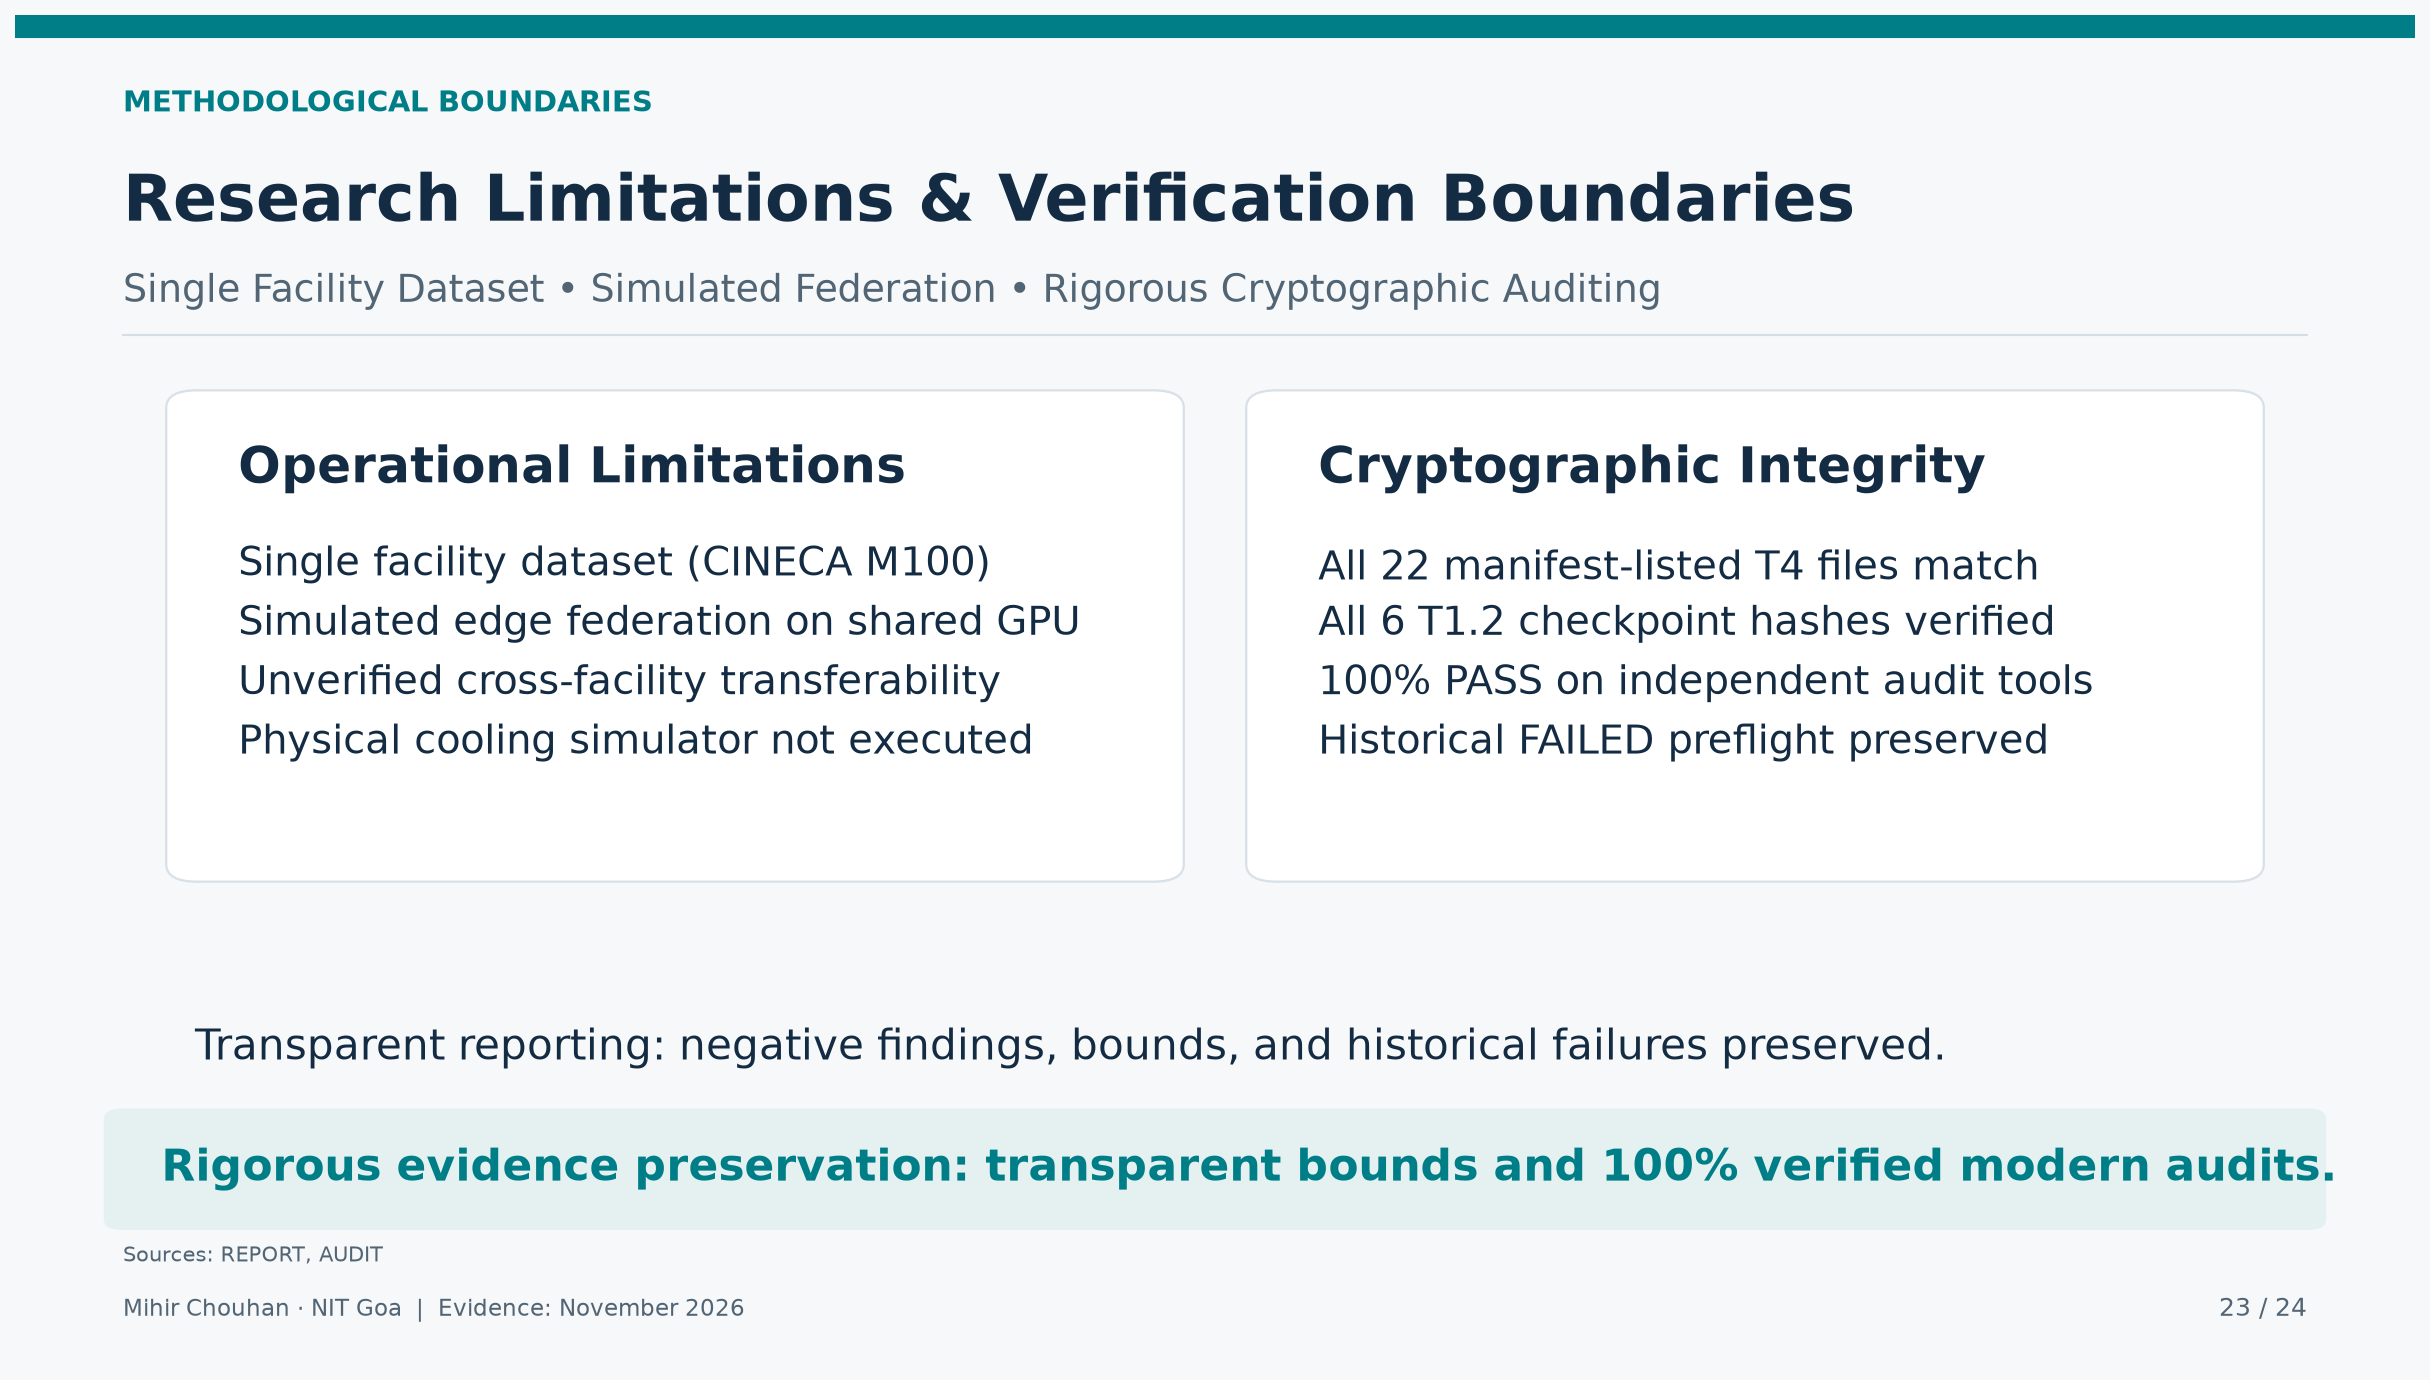 METHODOLOGICAL BOUNDARIES
Research Limitations & Verification Boundaries
Single Facility Dataset • Simulated Federation • Rigorous Cryptographic Auditing
Operational Limitations
Single facility dataset (CINECA M100)
Simulated edge federation on shared GPU
Unverified cross-facility transferability
Physical cooling simulator not executed
Cryptographic Integrity
All 22 manifest-listed T4 files match
All 6 T1.2 checkpoint hashes verified
100% PASS on independent audit tools
Historical FAILED preflight preserved
Transparent reporting: negative findings, bounds, and historical failures preserved.
Rigorous evidence preservation: transparent bounds and 100% verified modern audits.
Sources: REPORT, AUDIT
Mihir Chouhan · NIT Goa | Evidence: November 2026
23 / 24